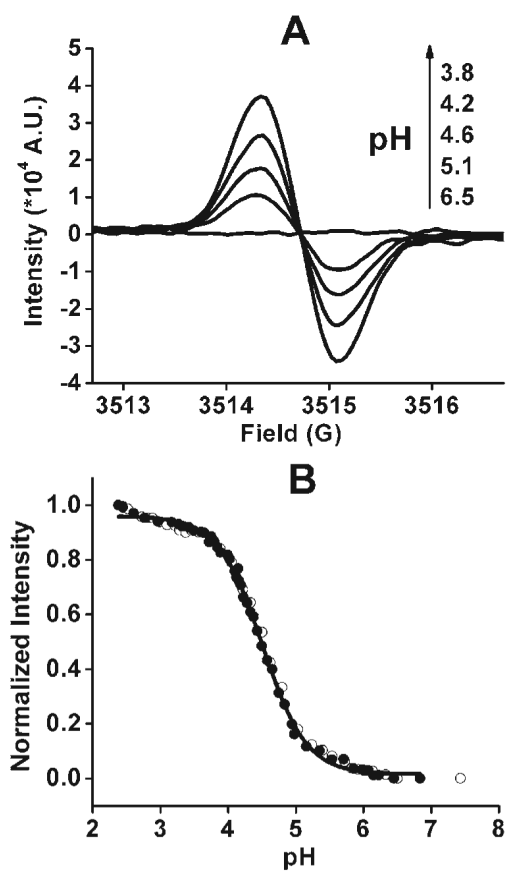 A
5
4
3
2
1
0
-1
-2
-3
-4
Intensity (*10⁴ A.U.)
pH
3.8
4.2
4.6
5.1
6.5
3513 3514 3515 3516
Field (G)
B
1.0
0.8
0.6
0.4
0.2
0.0
Normalized Intensity
2 3 4 5 6 7 8
pH